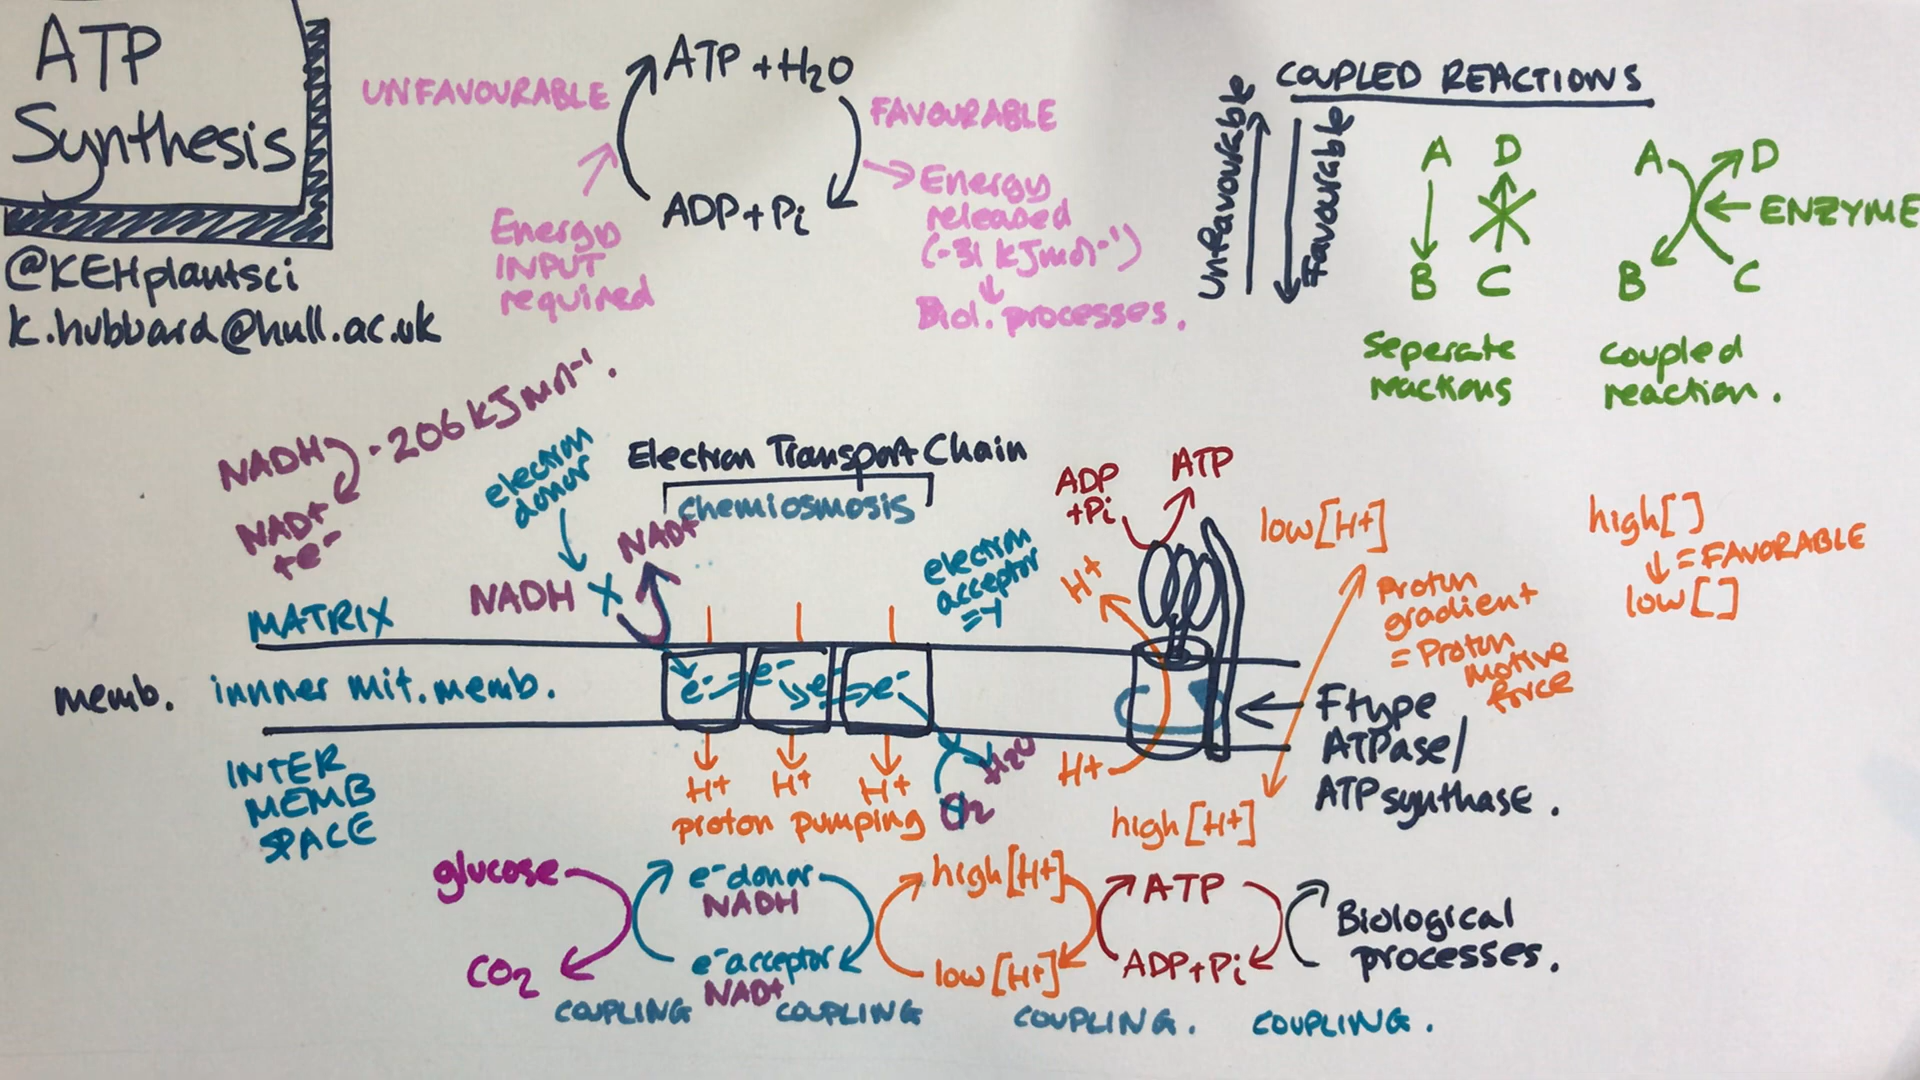 ATP
Synthesis
@KEHplantsci
k.hubbard@hull.ac.uk
UNFAVOURABLE
ATP + H2O
FAVOURABLE
ADP + Pi
Energy
INPUT
required
Energy
released
(-31 kJmol-1)
Biol. processes.
COUPLED REACTIONS
Unfavourable
Favourable
A D
B C
Seperate
reactions
A D
ENZYME
B C
coupled
reaction.
NADH
-206 kJmol-1.
NAD+
+e-
electron
donor
Electron Transport Chain
chemiosmosis
NADH X
NAD+
electron
acceptor
=Y
ADP
+Pi
ATP
H+
low [H+]
high []
= FAVORABLE
low []
Proton
gradient
= Proton
motive
force
MATRIX
memb.
innner mit. memb.
e- e- e- e-
INTER
MEMB
SPACE
H+ H+ H+
proton pumping
H2O
O2
H+
high [H+]
F type
ATPase/
ATP synthase.
glucose
CO2
e- donor
NADH
e- acceptor
NAD+
high [H+]
low [H+]
ATP
ADP + Pi
Biological
processes.
COUPLING COUPLING COUPLING. COUPLING.